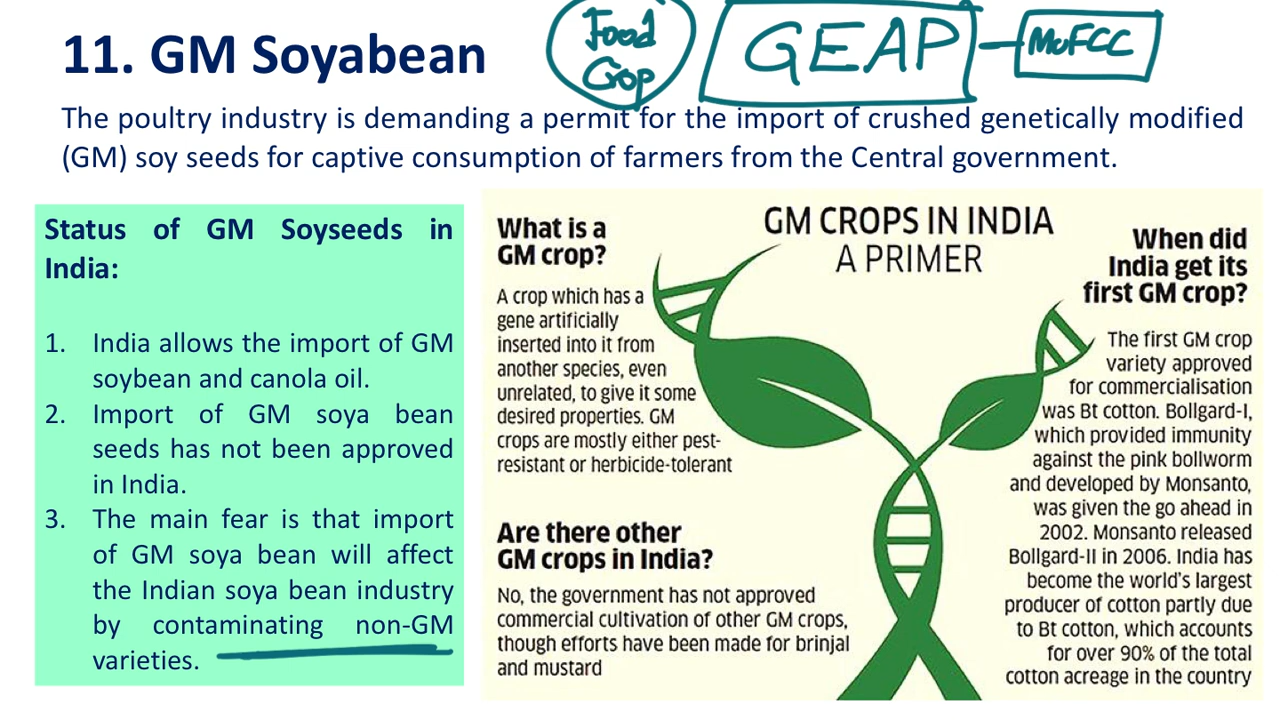 11. GM Soyabean
Food
Crop
GEAP
MoFCC
The poultry industry is demanding a permit for the import of crushed genetically modified
(GM) soy seeds for captive consumption of farmers from the Central government.
Status of GM Soyseeds in
India:
1. India allows the import of GM
soybean and canola oil.
2. Import of GM soya bean
seeds has not been approved
in India.
3. The main fear is that import
of GM soya bean will affect
the Indian soya bean industry
by contaminating non-GM
varieties.
GM CROPS IN INDIA
A PRIMER
What is a
GM crop?
A crop which has a
gene artificially
inserted into it from
another species, even
unrelated, to give it some
desired properties. GM
crops are mostly either pest-
resistant or herbicide-tolerant
Are there other
GM crops in India?
No, the government has not approved
commercial cultivation of other GM crops,
though efforts have been made for brinjal
and mustard
When did
India get its
first GM crop?
The first GM crop
variety approved
for commercialisation
was Bt cotton. Bollgard-I,
which provided immunity
against the pink bollworm
and developed by Monsanto,
was given the go ahead in
2002. Monsanto released
Bollgard-II in 2006. India has
become the world's largest
producer of cotton partly due
to Bt cotton, which accounts
for over 90% of the total
cotton acreage in the country